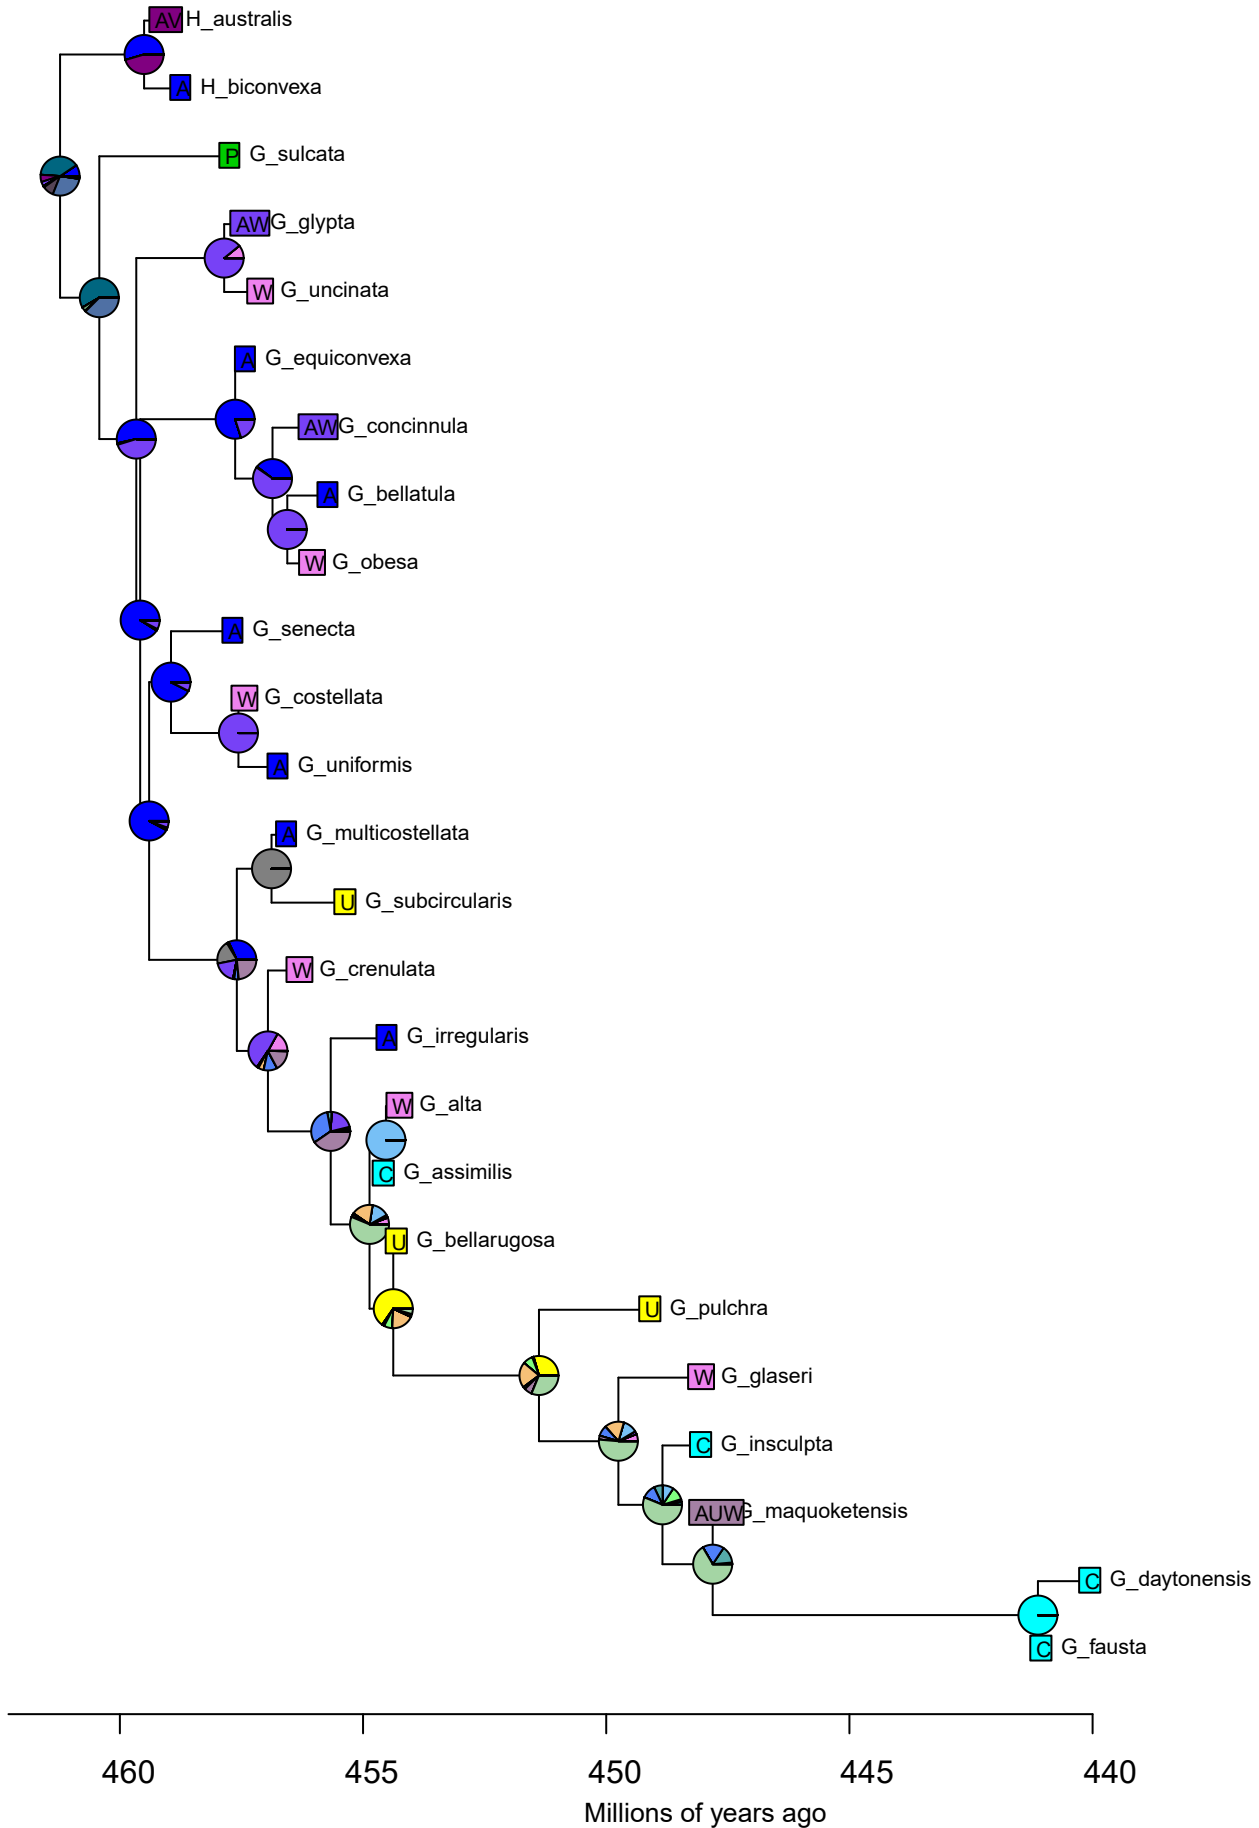 AV H_australis
A H_biconvexa
P G_sulcata
AW G_glypta
W G_uncinata
A G_equiconvexa
AW G_concinnula
A G_bellatula
W G_obesa
A G_senecta
W G_costellata
A G_uniformis
A G_multicostellata
U G_subcircularis
W G_crenulata
A G_irregularis
W G_alta
C G_assimilis
U G_bellarugosa
U G_pulchra
W G_glaseri
C G_insculpta
AUW G_maquoketensis
C G_daytonensis
C G_fausta
460 455 450 445 440
Millions of years ago